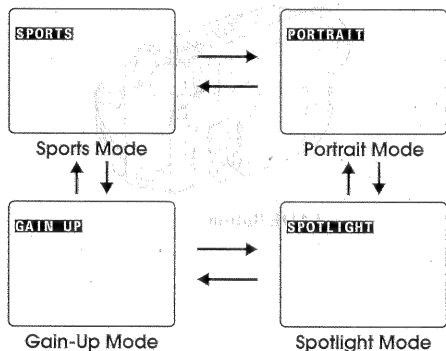 SPORTS
PORTRAIT
Sports Mode
Portrait Mode
GAIN UP
SPOTLIGHT
Gain-Up Mode
Spotlight Mode